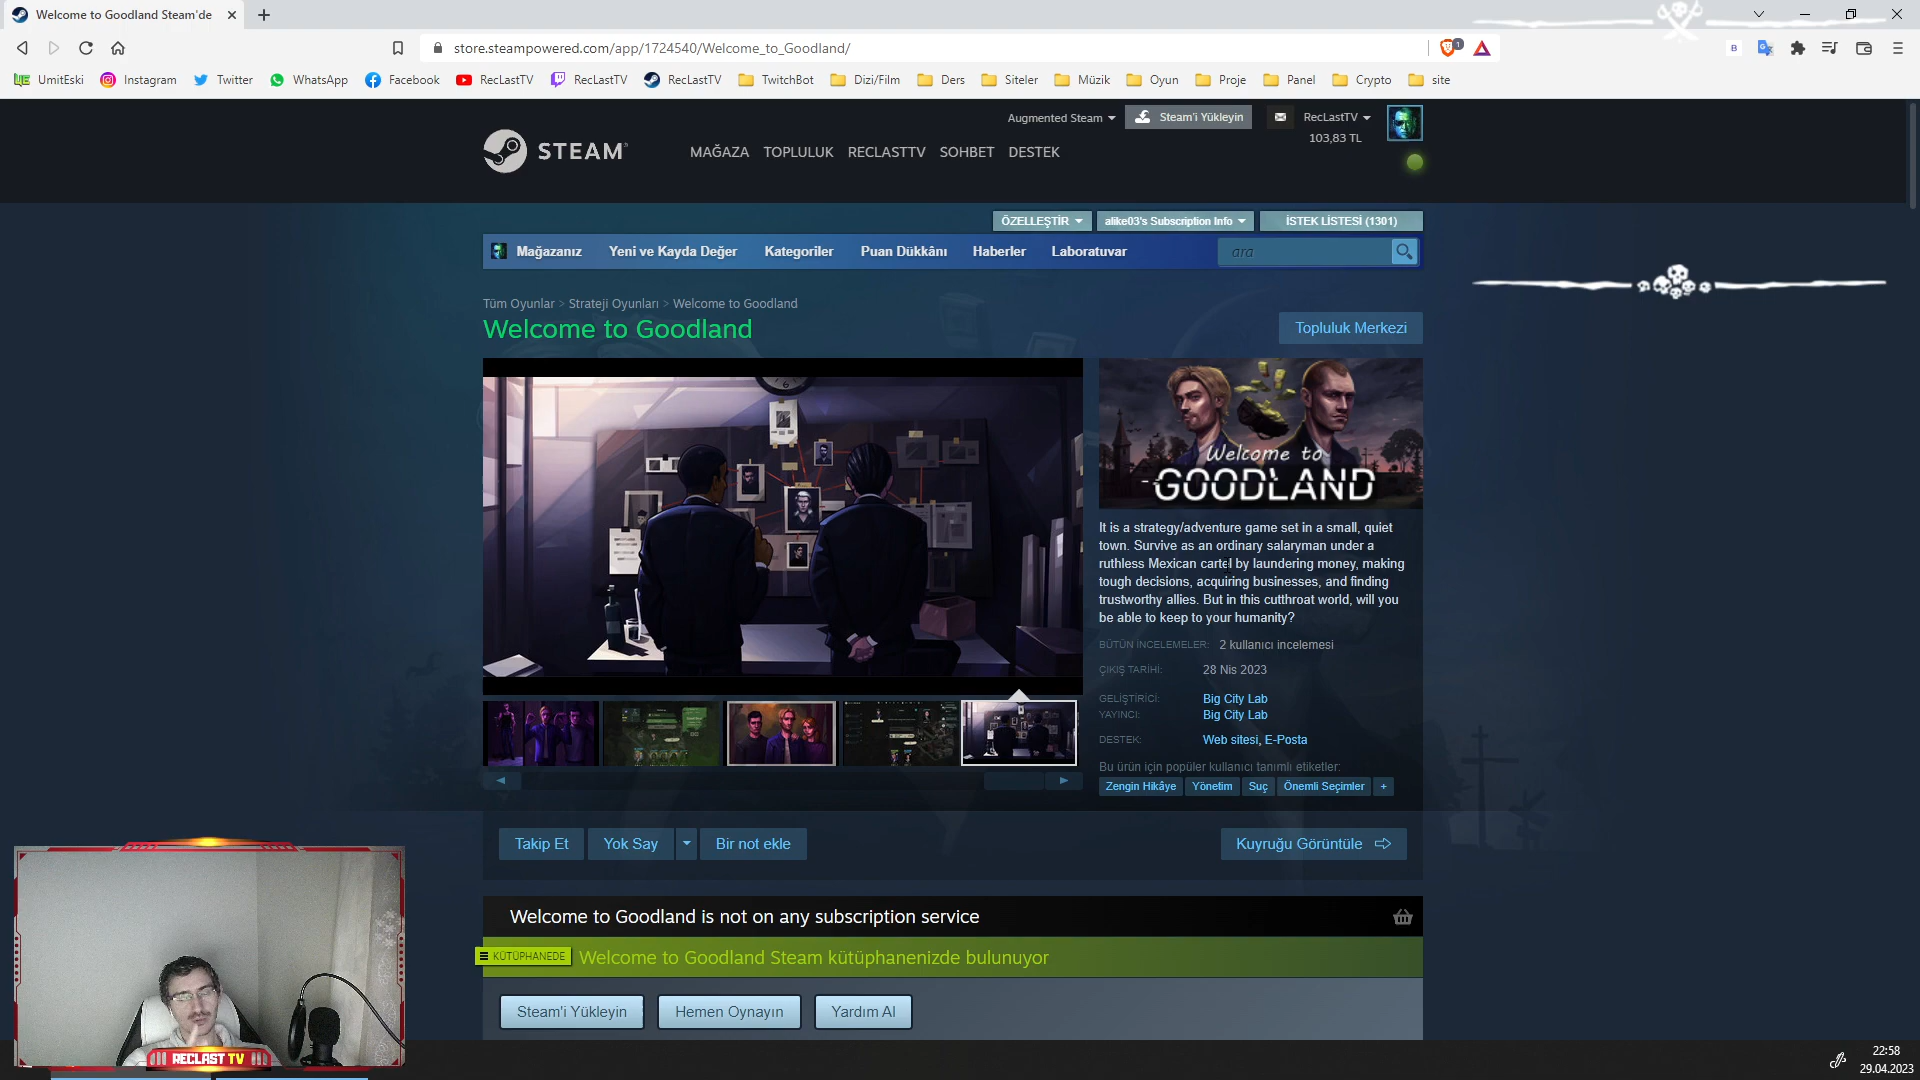 Welcome to Goodland Steam'de
store.steampowered.com/app/1724540/Welcome_to_Goodland/
1
B
UmitEski Instagram Twitter WhatsApp Facebook RecLastTV RecLastTV RecLastTV TwitchBot Dizi/Film Ders Siteler Müzik Oyun Proje Panel Crypto site
Augmented Steam Steam'i Yükleyin RecLastTV
103,83 TL
STEAM MAĞAZA TOPLULUK RECLASTTV SOHBET DESTEK
ÖZELLEŞTİR alike03's Subscription Info İSTEK LİSTESİ (1301)
Mağazanız Yeni ve Kayda Değer Kategoriler Puan Dükkânı Haberler Laboratuvar ara
Tüm Oyunlar > Strateji Oyunları > Welcome to Goodland
Welcome to Goodland
Topluluk Merkezi
Welcome to
GOODLAND
It is a strategy/adventure game set in a small, quiet
town. Survive as an ordinary salaryman under a
ruthless Mexican cartel by laundering money, making
tough decisions, acquiring businesses, and finding
trustworthy allies. But in this cutthroat world, will you
be able to keep to your humanity?
BÜTÜN İNCELEMELER: 2 kullanıcı incelemesi
ÇIKIŞ TARİHİ: 28 Nis 2023
GELİŞTİRİCİ: Big City Lab
YAYINCI: Big City Lab
DESTEK: Web sitesi, E-Posta
Bu ürün için popüler kullanıcı tanımlı etiketler:
Zengin Hikâye Yönetim Suç Önemli Seçimler +
Takip Et Yok Say Bir not ekle Kuyruğu Görüntüle
Welcome to Goodland is not on any subscription service
KÜTÜPHANEDE Welcome to Goodland Steam kütüphanenizde bulunuyor
Steam'i Yükleyin Hemen Oynayın Yardım Al
RECLAST TV
22:58
29.04.2023